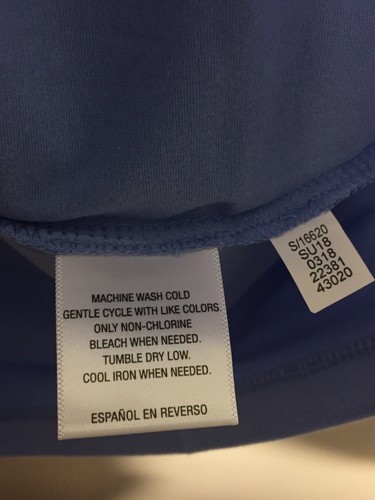 MACHINE WASH COLD
GENTLE CYCLE WITH LIKE COLORS.
ONLY NON-CHLORINE
BLEACH WHEN NEEDED.
TUMBLE DRY LOW.
COOL IRON WHEN NEEDED.
ESPAÑOL EN REVERSO
S/16620
SU18
0318
22381
43020